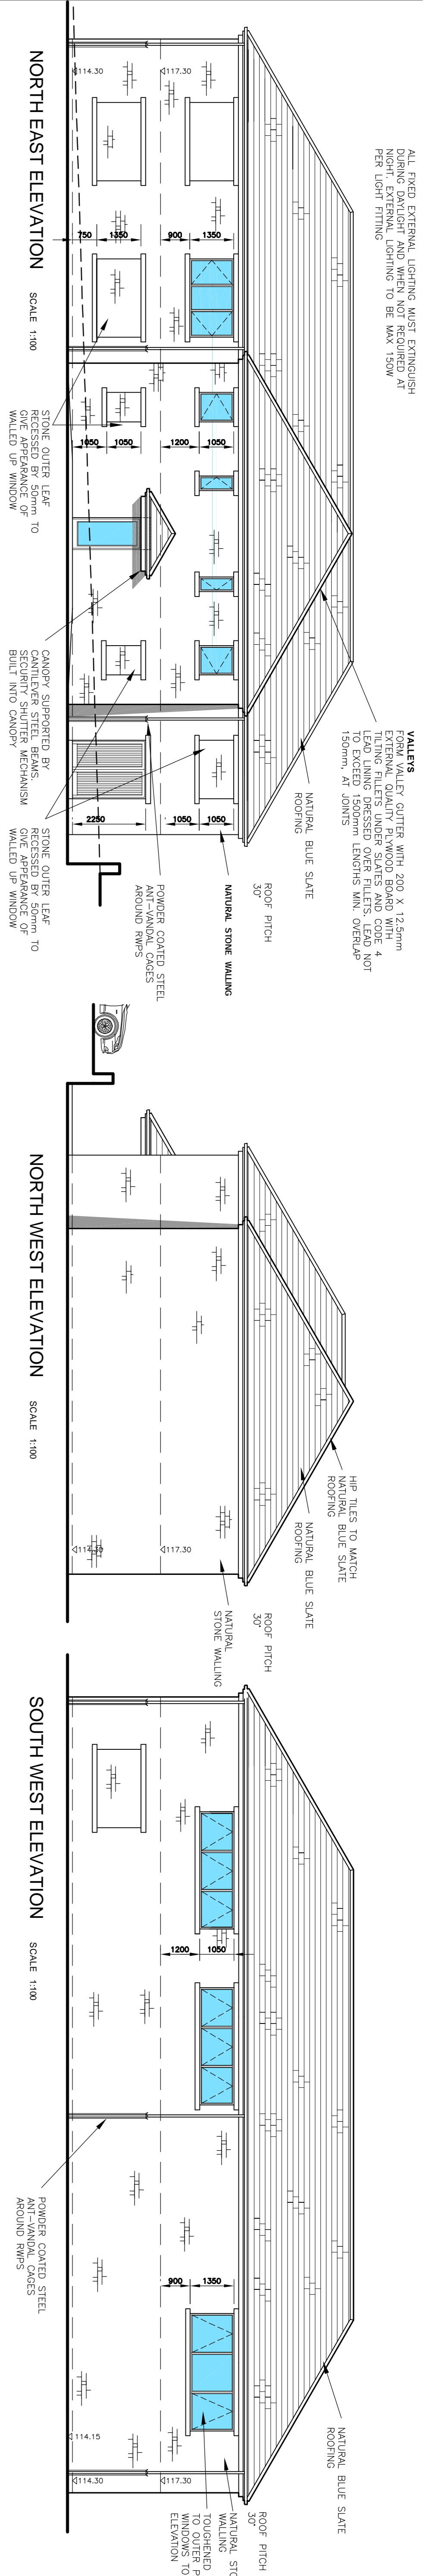 ALL FIXED EXTERNAL LIGHTING MUST EXTINGUISH
DURING DAYLIGHT AND WHEN NOT REQUIRED AT
NIGHT. EXTERNAL LIGHTING TO BE MAX 150W
PER LIGHT FITTING
VALLEYS
FORM VALLEY GUTTER WITH 200 X 12.5mm
EXTERNAL QUALITY PLYWOOD BOARD WITH
TILTING FILLETS UNDER SLATES AND CODE 4
LEAD LINING DRESSED OVER FILLETS. LEAD NOT
TO EXCEED 1500mm LENGTHS MIN. OVERLAP
150mm, AT JOINTS
NATURAL BLUE SLATE
ROOFING
ROOF PITCH
30°
NATURAL STONE WALLING
POWDER COATED STEEL
ANT-VANDAL CAGES
AROUND RWPS
117.30
114.30
1350
900
1350
750
1050
1200
1050
1050
1050
1050
2250
STONE OUTER LEAF
RECESSED BY 50mm TO
GIVE APPEARANCE OF
WALLED UP WINDOW
CANOPY SUPPORTED BY
CANTILEVER STEEL BEAMS.
SECURITY SHUTTER MECHANISM
BUILT INTO CANOPY
STONE OUTER LEAF
RECESSED BY 50mm TO
GIVE APPEARANCE OF
WALLED UP WINDOW
NORTH EAST ELEVATION
SCALE 1:100
HIP TILES TO MATCH
NATURAL BLUE SLATE
ROOFING
NATURAL BLUE SLATE
ROOFING
ROOF PITCH
30°
NATURAL
STONE WALLING
117.30
114.30
NORTH WEST ELEVATION
SCALE 1:100
NATURAL BLUE SLATE
ROOFING
ROOF PITCH
30°
NATURAL STO
WALLING
TOUGHENED
TO OUTER P
WINDOWS TO
ELEVATION
1050
1200
1350
900
117.30
114.30
114.15
POWDER COATED STEEL
ANT-VANDAL CAGES
AROUND RWPS
SOUTH WEST ELEVATION
SCALE 1:100